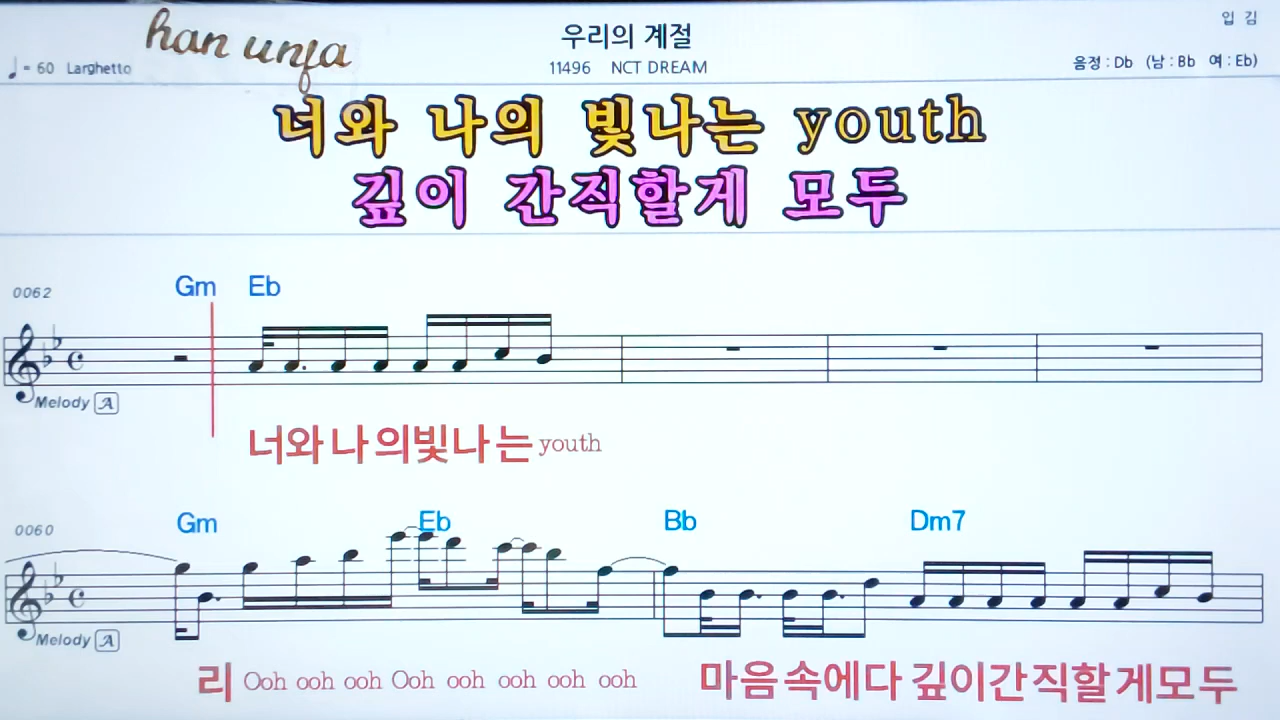 han unfa
우리의 계절
입 김
♩= 60 Larghetto
11496 NCT DREAM
음정 : Db (남 : Bb 여 : Eb)
너와 나의 빛나는 youth
깊이 간직할게 모두
0062 Gm Eb
Melody A
너와 나 의빛나 는 youth
0060 Gm Eb Bb Dm7
Melody A
리 Ooh ooh ooh Ooh ooh ooh ooh ooh 마음 속에다 깊이간 직할 게모두